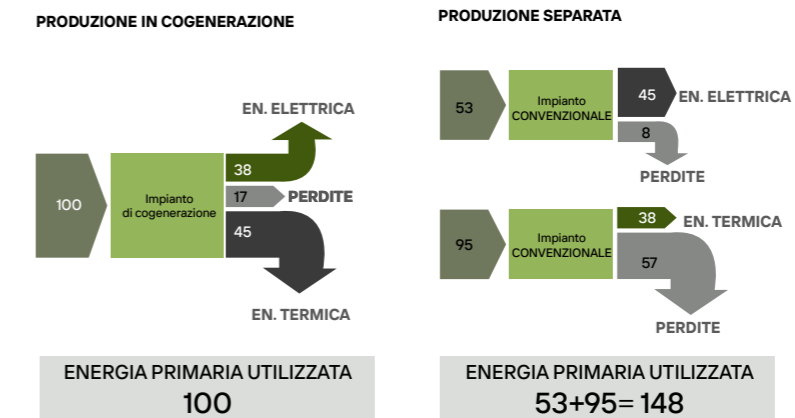 PRODUZIONE IN COGENERAZIONE
EN. ELETTRICA
100
Impianto
di cogenerazione
38
17
PERDITE
45
EN. TERMICA
ENERGIA PRIMARIA UTILIZZATA
100
PRODUZIONE SEPARATA
53
Impianto
CONVENZIONALE
45
EN. ELETTRICA
8
PERDITE
95
Impianto
CONVENZIONALE
38
EN. TERMICA
57
PERDITE
ENERGIA PRIMARIA UTILIZZATA
53+95= 148